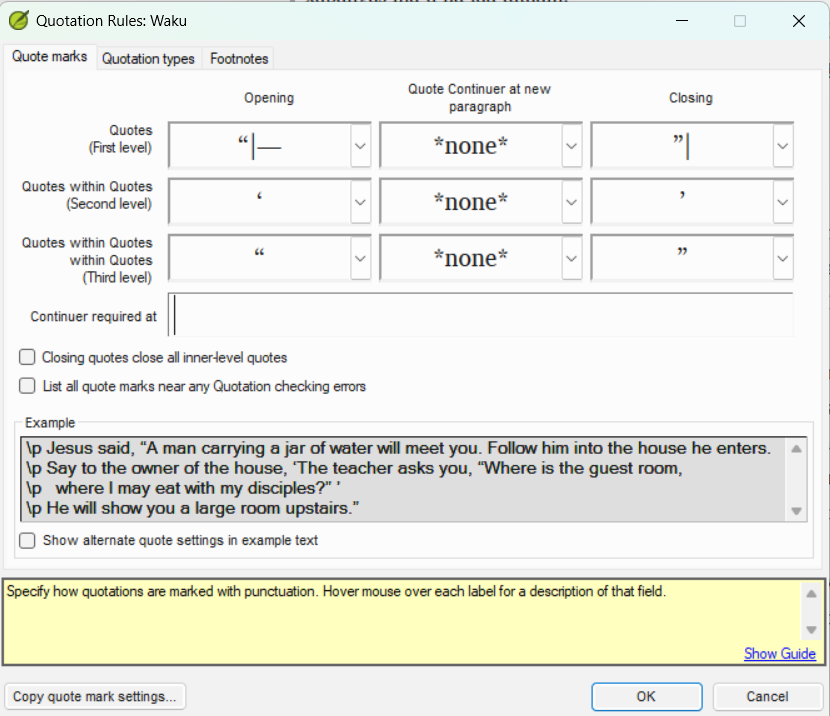 Quotation Rules: Waku
Quote marks
Quotation types
Footnotes
Opening
Quote Continuer at new
paragraph
Closing
Quotes
(First level)
“|—
*none*
”|
Quotes within Quotes
(Second level)
‘
*none*
’
Quotes within Quotes
within Quotes
(Third level)
“
*none*
”
Continuer required at
Closing quotes close all inner-level quotes
List all quote marks near any Quotation checking errors
Example
\p Jesus said, “A man carrying a jar of water will meet you. Follow him into the house he enters.
\p Say to the owner of the house, ‘The teacher asks you, “Where is the guest room,
\p   where I may eat with my disciples?” ’
\p He will show you a large room upstairs.”
Show alternate quote settings in example text
Specify how quotations are marked with punctuation. Hover mouse over each label for a description of that field.
Show Guide
Copy quote mark settings...
OK
Cancel